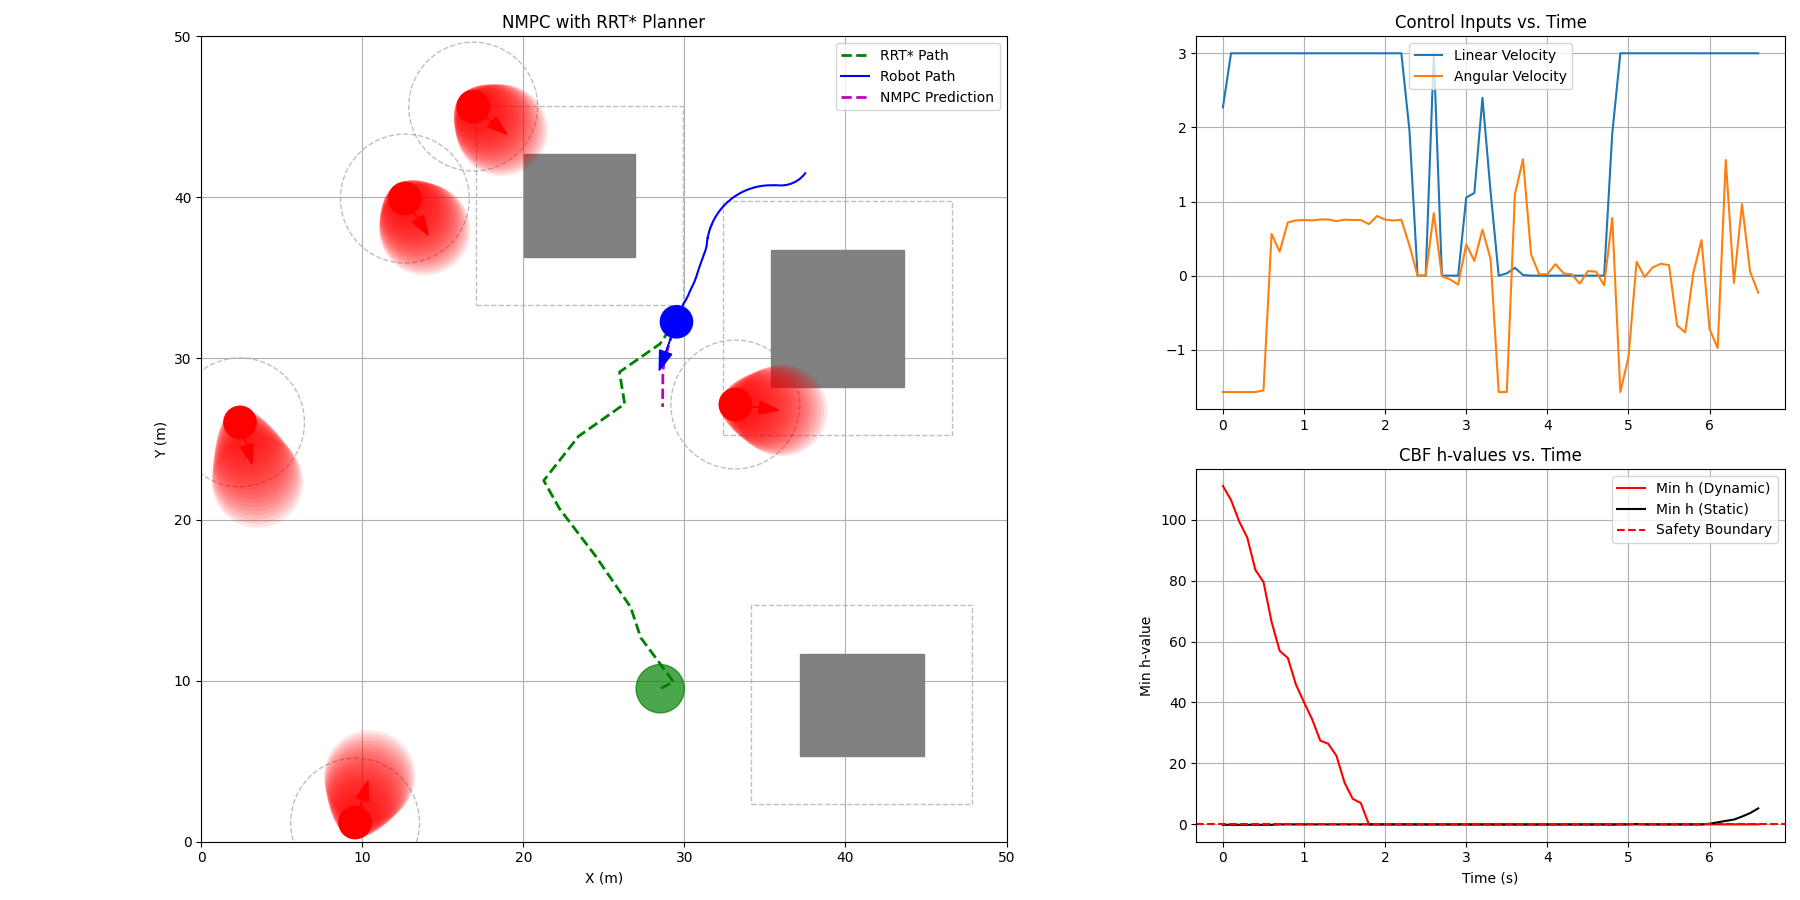 NMPC with RRT* Planner
50
40
30
20
10
0
Y (m)
0 10 20 30 40 50
X (m)
RRT* Path
Robot Path
NMPC Prediction
Control Inputs vs. Time
3
2
1
0
−1
Linear Velocity
Angular Velocity
0 1 2 3 4 5 6
CBF h-values vs. Time
100
80
60
40
20
0
Min h-value
Min h (Dynamic)
Min h (Static)
Safety Boundary
0 1 2 3 4 5 6
Time (s)